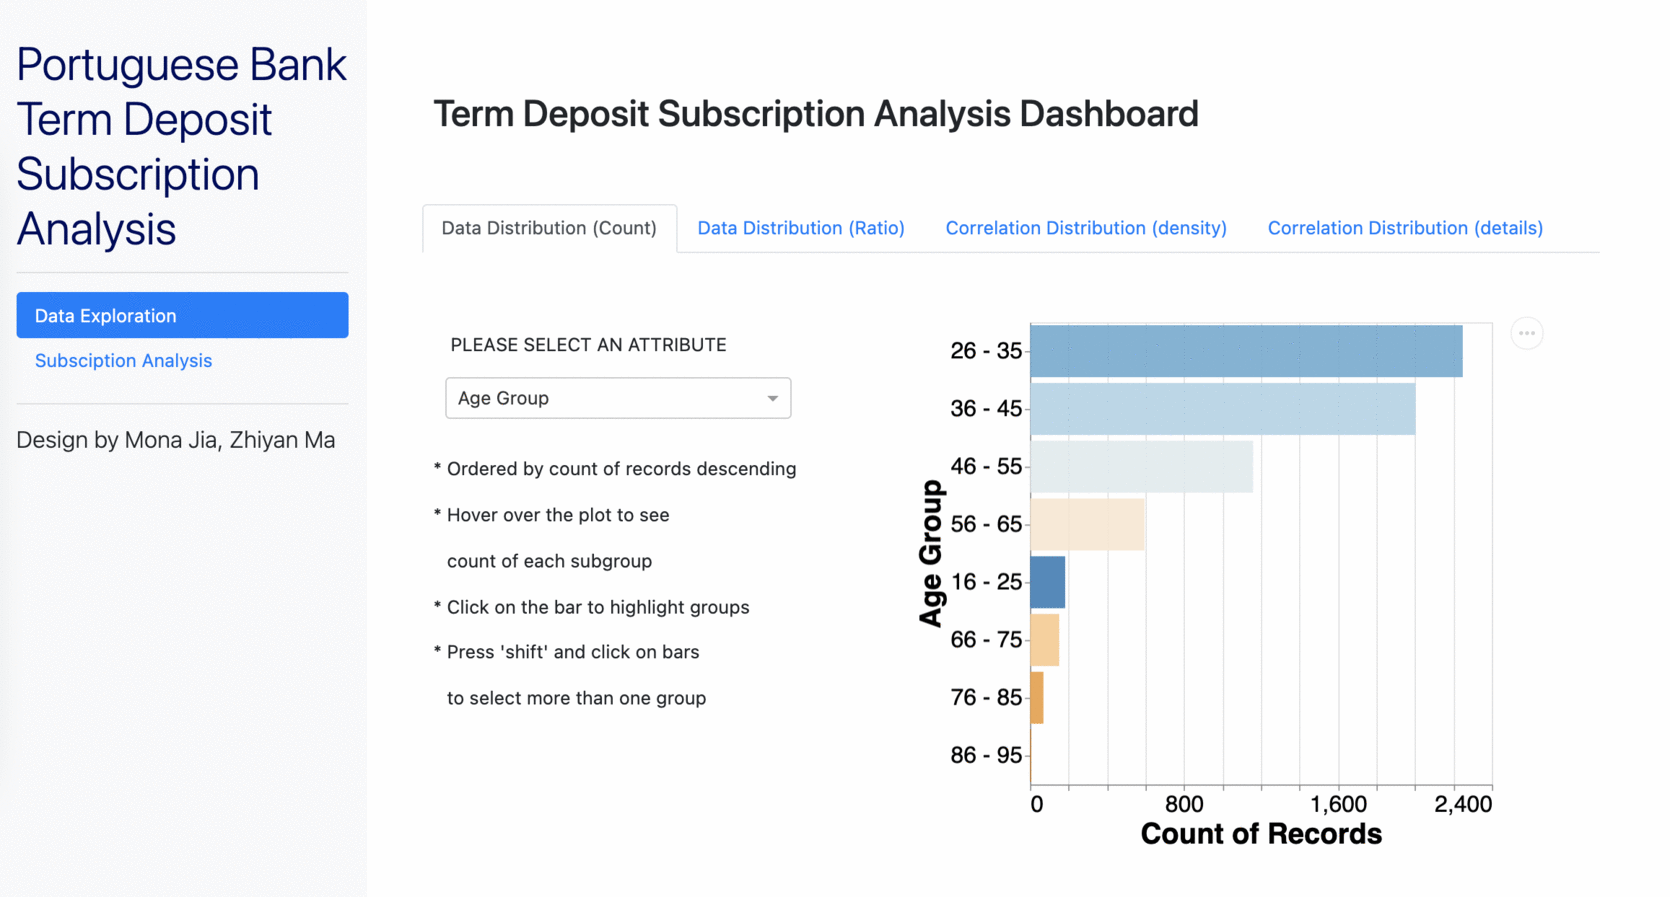 Portuguese Bank
Term Deposit
Subscription
Analysis
Data Exploration
Subsciption Analysis
Design by Mona Jia, Zhiyan Ma
Term Deposit Subscription Analysis Dashboard
Data Distribution (Count)
Data Distribution (Ratio)
Correlation Distribution (density)
Correlation Distribution (details)
PLEASE SELECT AN ATTRIBUTE
Age Group
* Ordered by count of records descending
* Hover over the plot to see
count of each subgroup
* Click on the bar to highlight groups
* Press 'shift' and click on bars
to select more than one group
Age Group
26 - 35
36 - 45
46 - 55
56 - 65
16 - 25
66 - 75
76 - 85
86 - 95
0 800 1,600 2,400
Count of Records